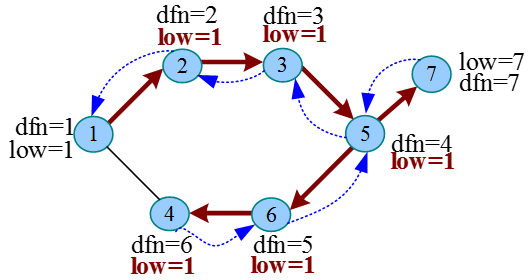 dfn=2
low=1
2
dfn=3
low=1
3
7
low=7
dfn=7
dfn=1
low=1
1
5
dfn=4
low=1
4
dfn=6
low=1
6
dfn=5
low=1